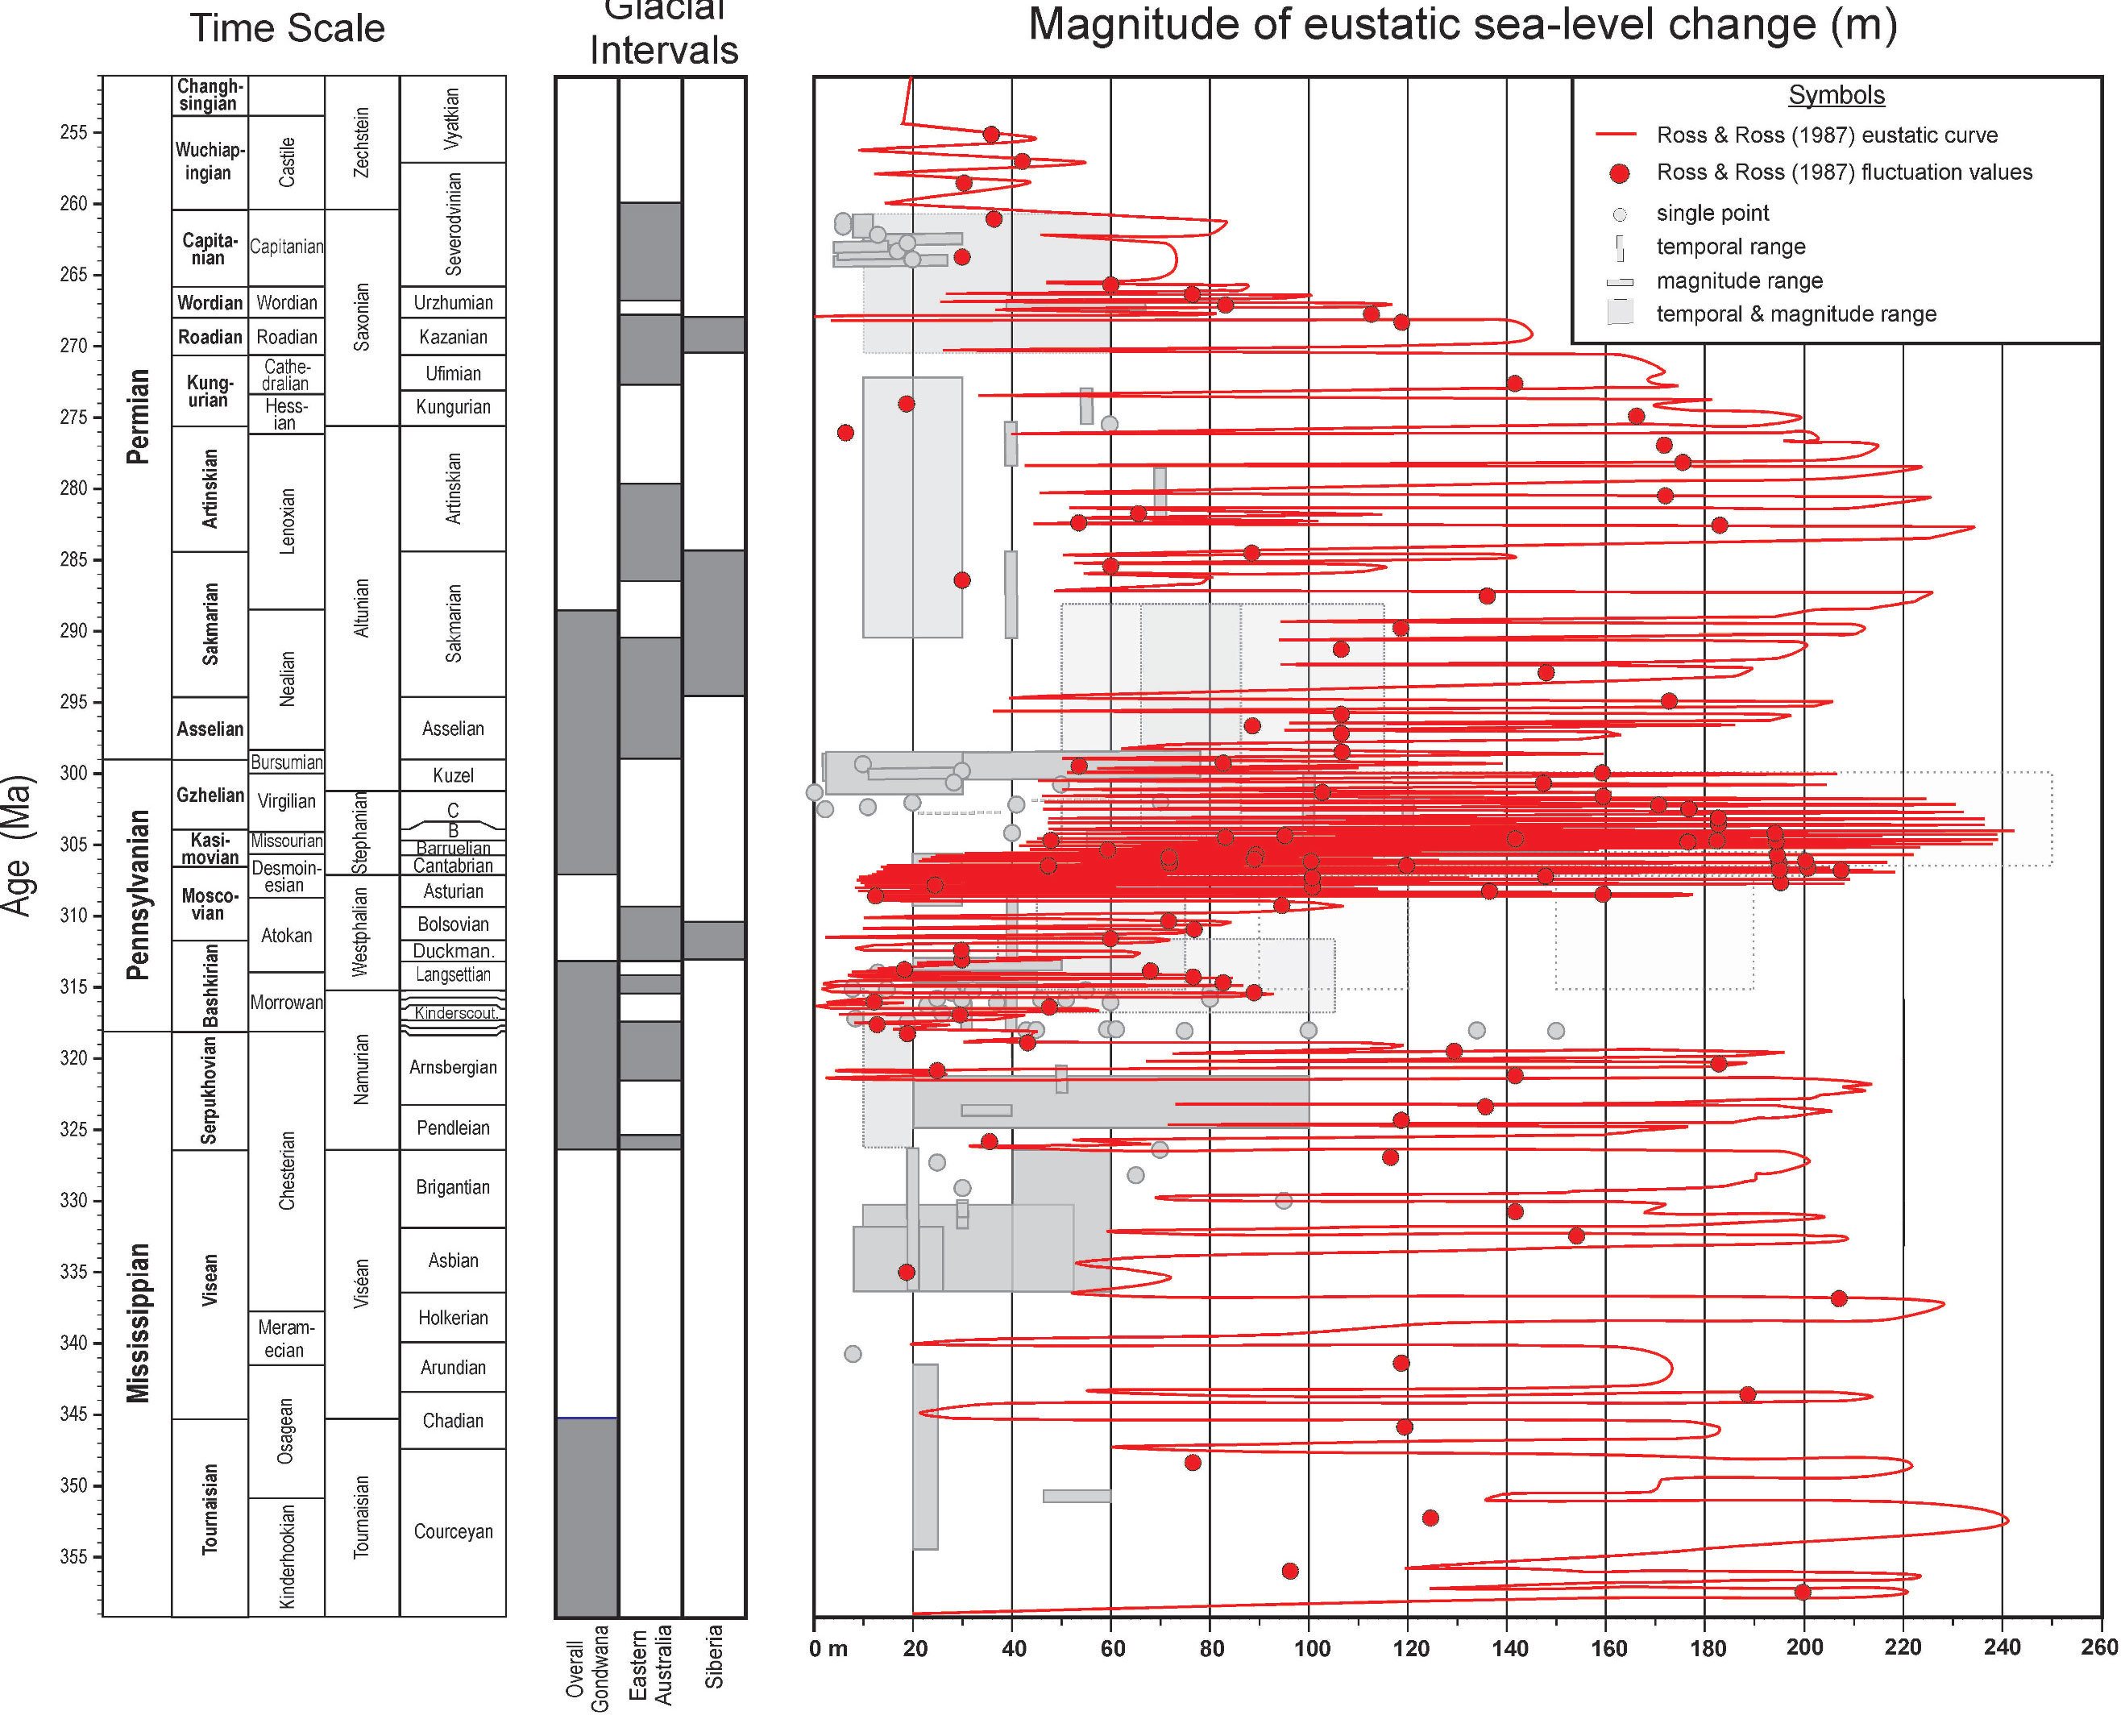 Time Scale
Glacial
Intervals
Magnitude of eustatic sea-level change (m)
Age (Ma)
255
260
265
270
275
280
285
290
295
300
305
310
315
320
325
330
335
340
345
350
355
Permian
Pennsylvanian
Mississippian
Changh-
singian
Wuchiap-
ingian
Capita-
nian
Wordian
Roadian
Kung-
urian
Artinskian
Sakmarian
Asselian
Gzhelian
Kasi-
movian
Mosco-
vian
Bashkirian
Serpukhovian
Visean
Tournaisian
Castile
Capitanian
Wordian
Roadian
Cathe-
dralian
Hess-
ian
Lenoxian
Nealian
Bursumian
Virgilian
Missourian
Desmoin-
esian
Atokan
Morrowan
Chesterian
Meram-
ecian
Osagean
Kinderhookian
Zechstein
Saxonian
Altunian
Stephanian
Westphalian
Namurian
Viséan
Tournaisian
Vyatkian
Severodvinian
Urzhumian
Kazanian
Ufimian
Kungurian
Artinskian
Sakmarian
Asselian
Kuzel
C
B
Barruelian
Cantabrian
Asturian
Bolsovian
Duckman.
Langsettian
Kinderscout.
Arnsbergian
Pendleian
Brigantian
Asbian
Holkerian
Arundian
Chadian
Courceyan
Overall
Gondwana
Eastern
Australia
Siberia
Symbols
Ross & Ross (1987) eustatic curve
Ross & Ross (1987) fluctuation values
single point
temporal range
magnitude range
temporal & magnitude range
0 m
20
40
60
80
100
120
140
160
180
200
220
240
260